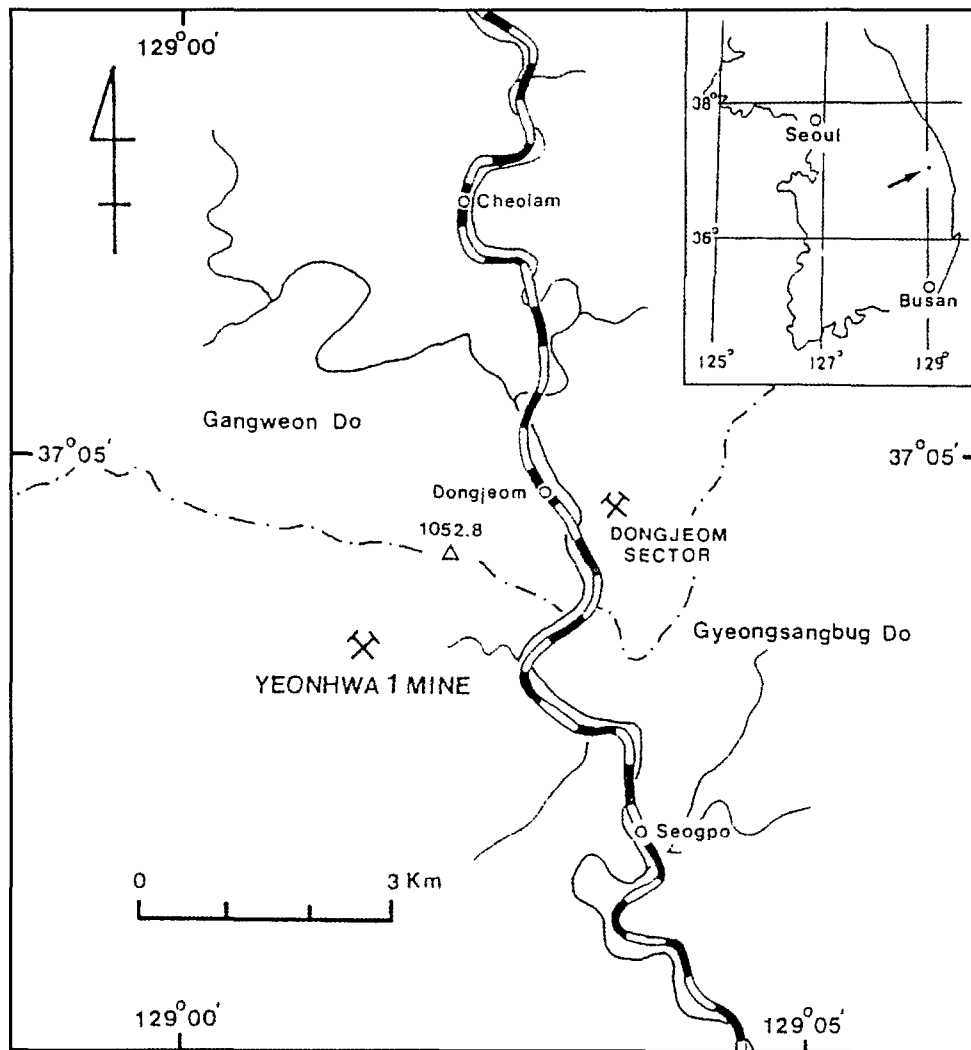 129°00'
38°
Seoul
Cheolam
36°
Busan
125°
127°
129°
Gangweon Do
37°05'
37°05'
Dongjeom
1052.8
DONGJEOM
SECTOR
Gyeongsangbug Do
YEONHWA 1 MINE
Seogpo
0
3 Km
129°00'
129°05'